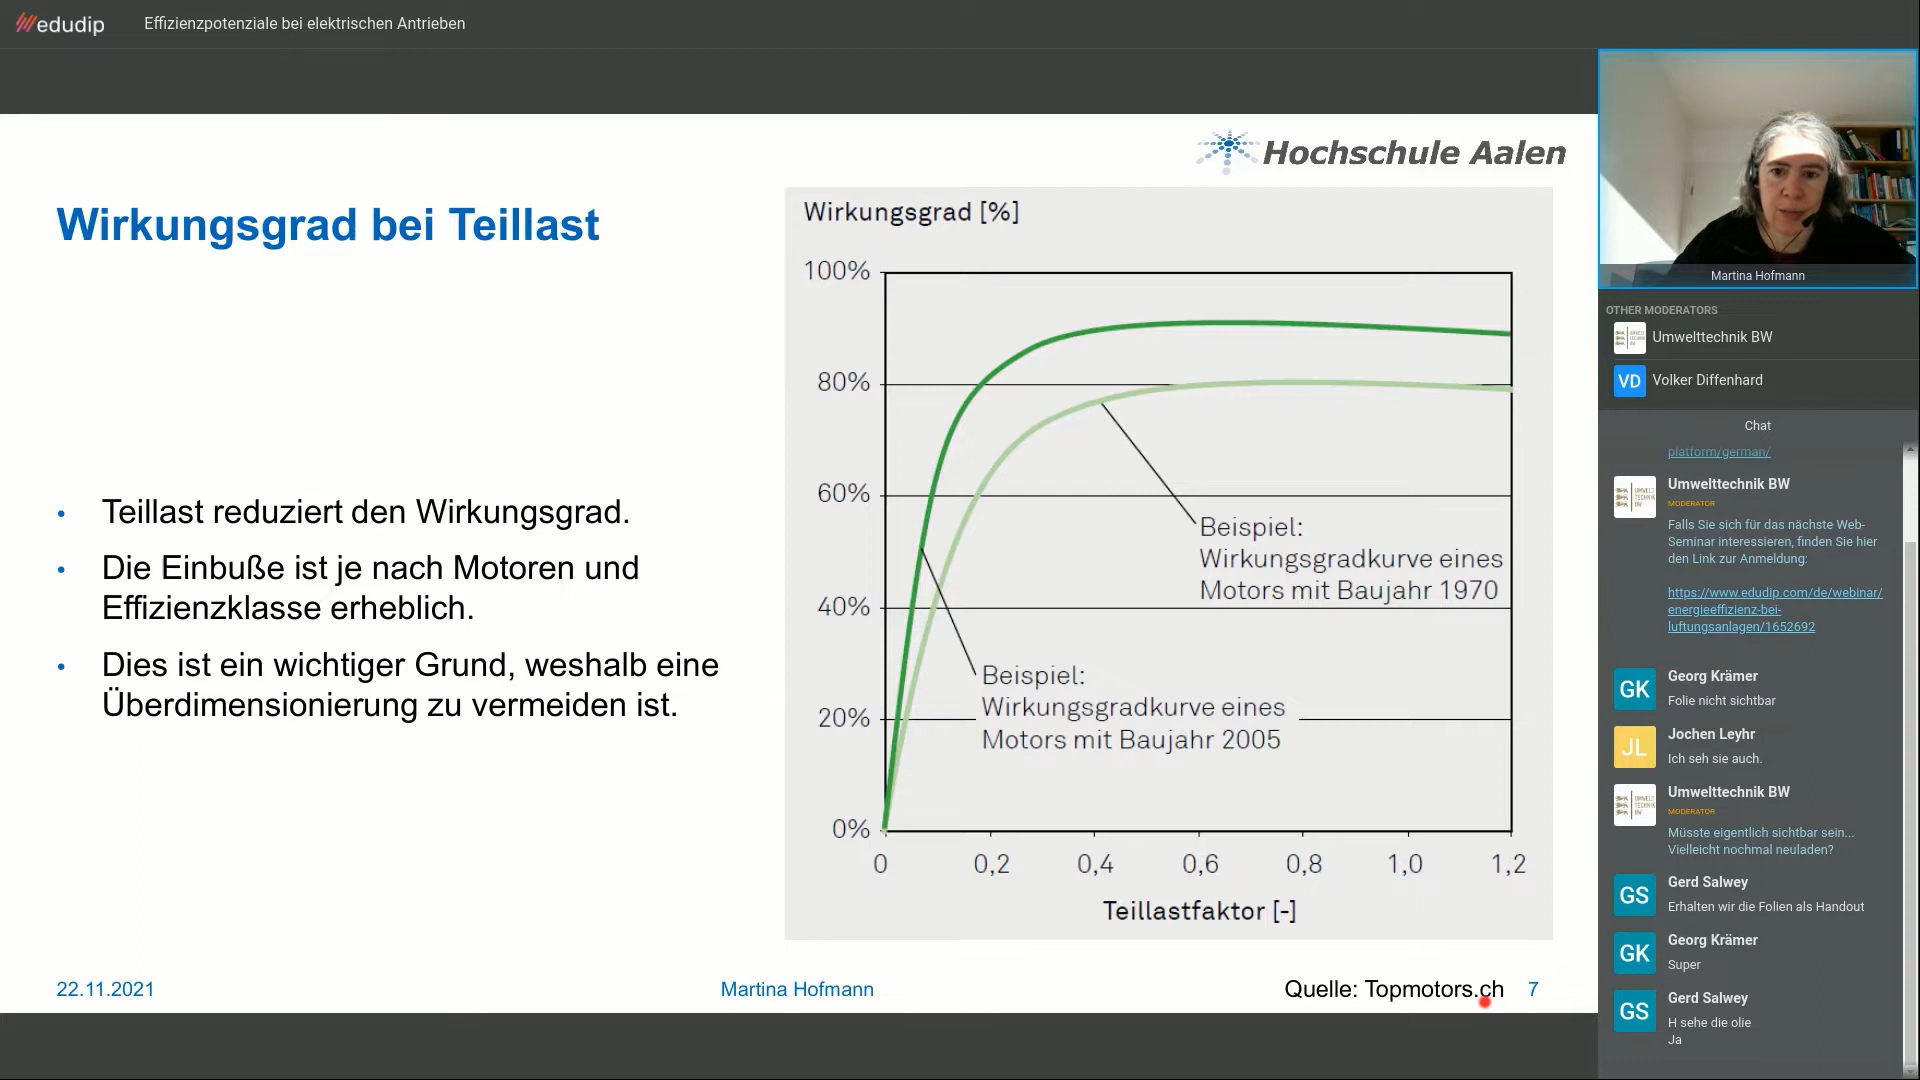 edudip
Effizienzpotenziale bei elektrischen Antrieben
Hochschule Aalen
Wirkungsgrad bei Teillast
• Teillast reduziert den Wirkungsgrad.
• Die Einbuße ist je nach Motoren und
Effizienzklasse erheblich.
• Dies ist ein wichtiger Grund, weshalb eine
Überdimensionierung zu vermeiden ist.
Wirkungsgrad [%]
100%
80%
60%
40%
20%
0%
Beispiel:
Wirkungsgradkurve eines
Motors mit Baujahr 1970
Beispiel:
Wirkungsgradkurve eines
Motors mit Baujahr 2005
0 0,2 0,4 0,6 0,8 1,0 1,2
Teillastfaktor [-]
22.11.2021
Martina Hofmann
Quelle: Topmotors.ch
7
Martina Hofmann
OTHER MODERATORS
Umwelttechnik BW
VD
Volker Diffenhard
Chat
platform/german/
Umwelttechnik BW
MODERATOR
Falls Sie sich für das nächste Web-
Seminar interessieren, finden Sie hier
den Link zur Anmeldung:
https://www.edudip.com/de/webinar/
energieeffizienz-bei-
luftungsanlagen/1652692
GK
Georg Krämer
Folie nicht sichtbar
JL
Jochen Leyhr
Ich seh sie auch.
Umwelttechnik BW
MODERATOR
Müsste eigentlich sichtbar sein...
Vielleicht nochmal neuladen?
GS
Gerd Salwey
Erhalten wir die Folien als Handout
GK
Georg Krämer
Super
GS
Gerd Salwey
H sehe die olie
Ja